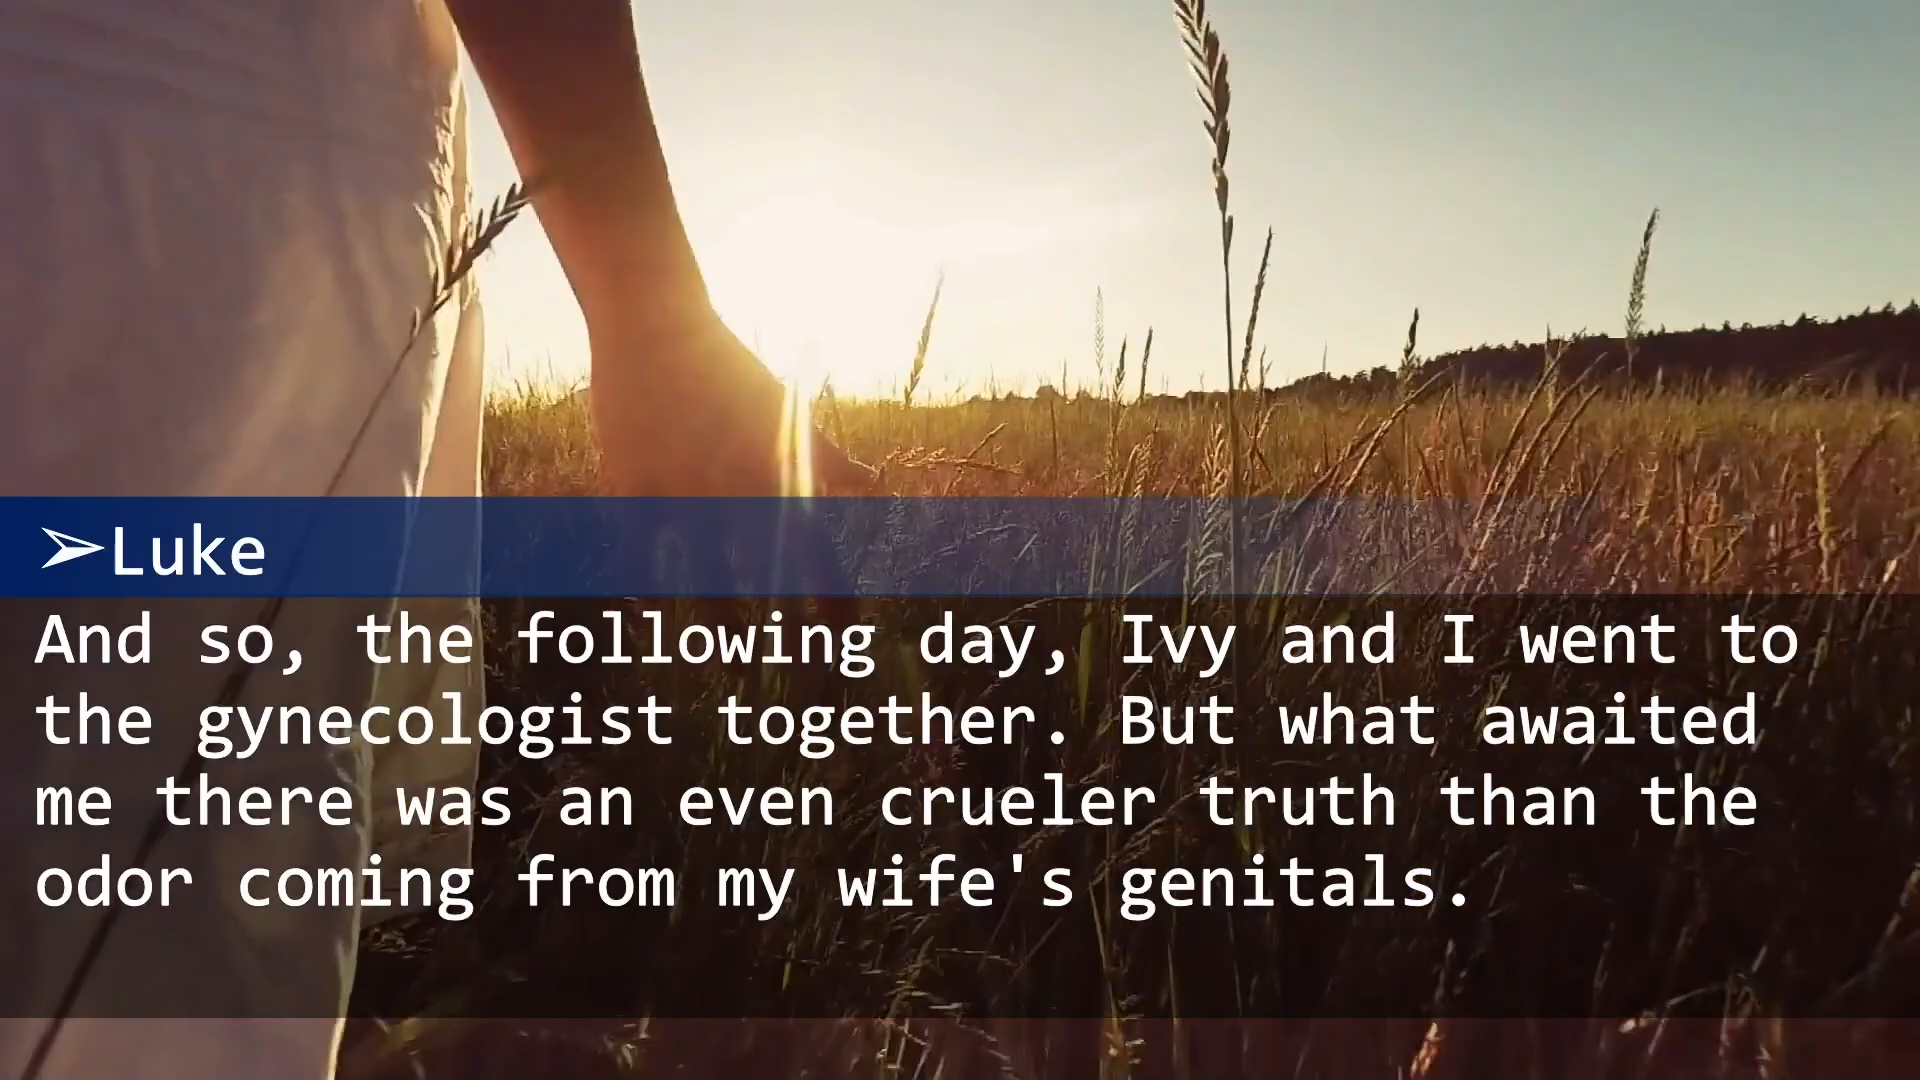 ➢Luke
And so, the following day, Ivy and I went to
the gynecologist together. But what awaited
me there was an even crueler truth than the
odor coming from my wife's genitals.